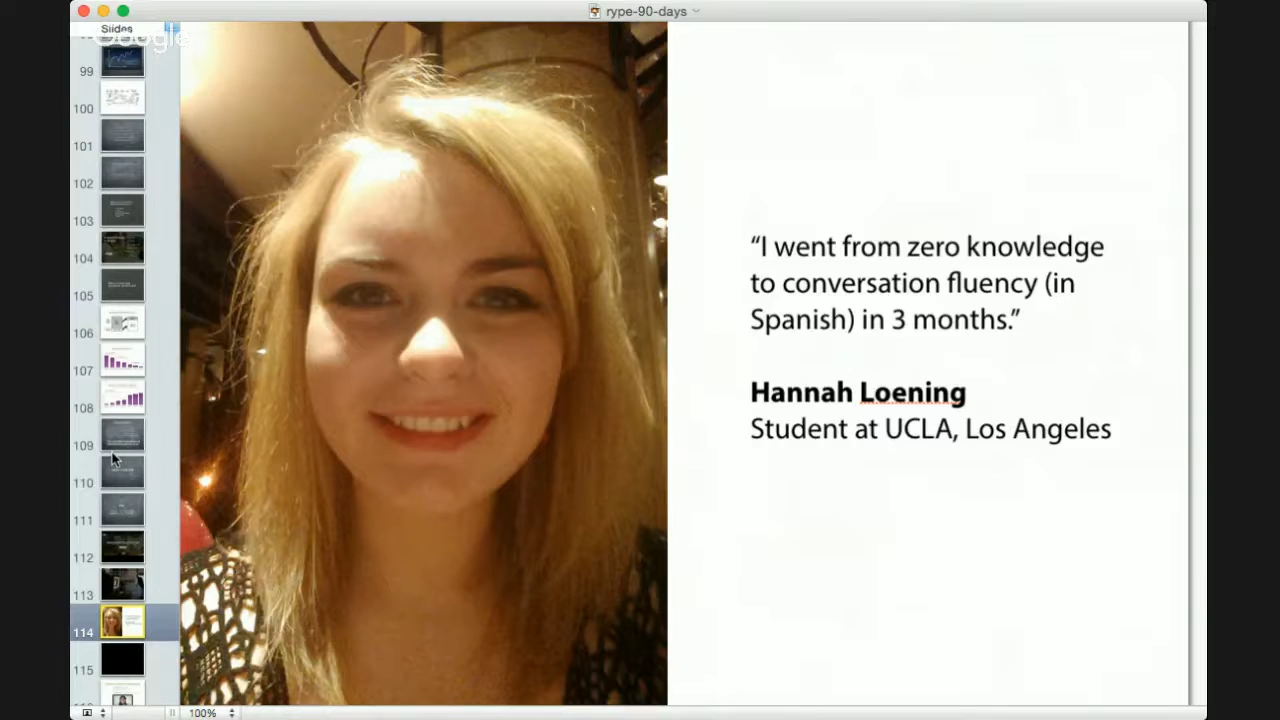 rype-90-days
Slides
Google
99
100
101
102
103
104
105
106
107
108
109
110
111
112
113
114
115
“I went from zero knowledge
to conversation fluency (in
Spanish) in 3 months.”
Hannah Loening
Student at UCLA, Los Angeles
100%